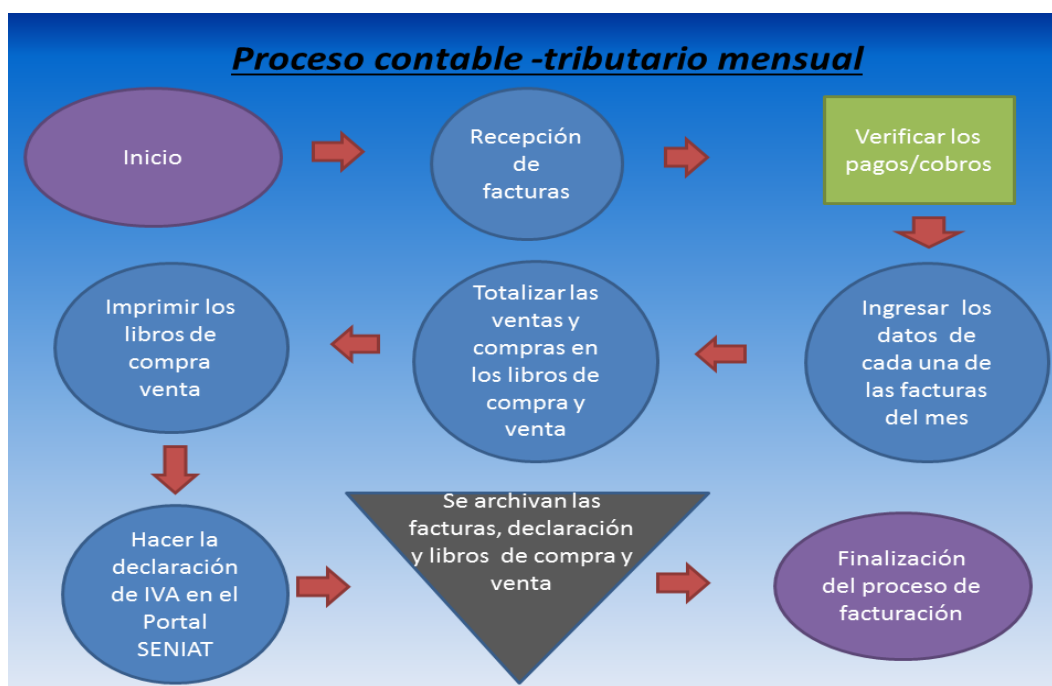 Proceso contable -tributario mensual
Inicio
Recepción
de
facturas
Verificar los
pagos/cobros
Ingresar los
datos de
cada una de
las facturas
del mes
Totalizar las
ventas y
compras en
los libros de
compra y
venta
Imprimir los
libros de
compra
venta
Hacer la
declaración
de IVA en el
Portal
SENIAT
Se archivan las
facturas, declaración
y libros de compra y
venta
Finalización
del proceso de
facturación